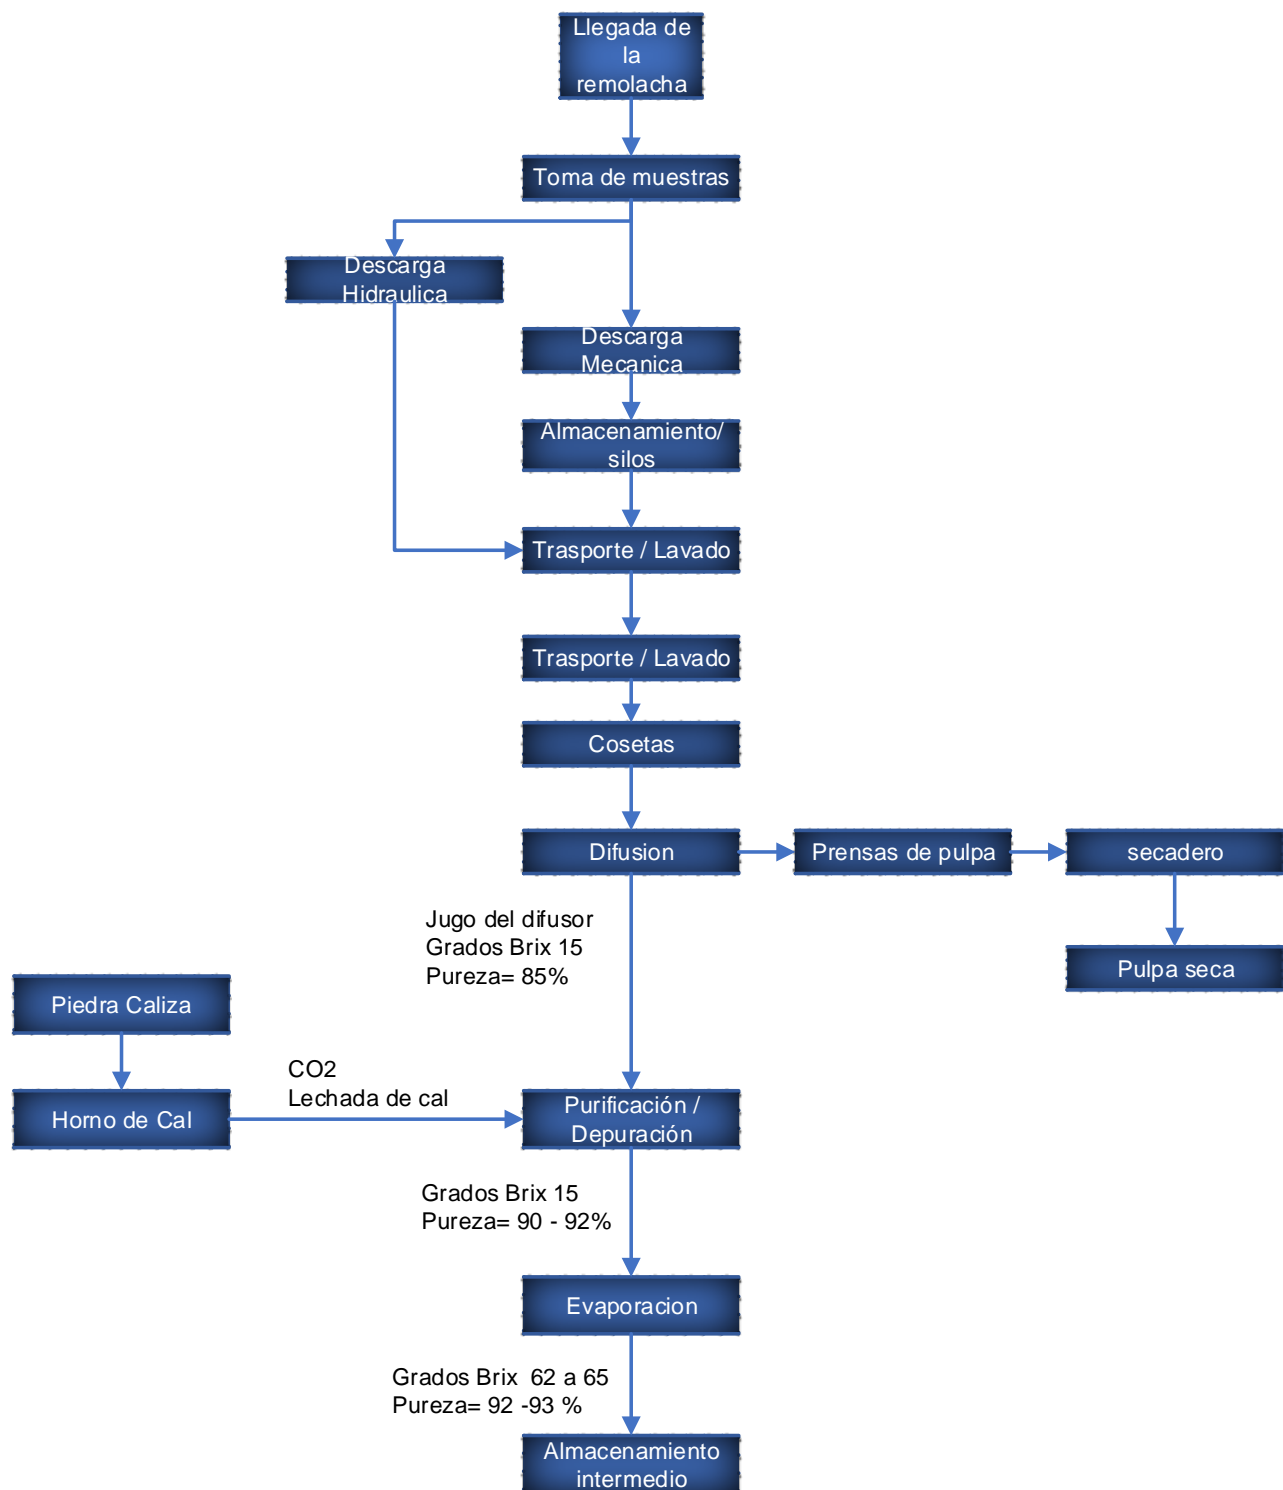 Llegada de
la
remolacha
Toma de muestras
Descarga
Hidraulica
Descarga
Mecanica
Almacenamiento/
silos
Trasporte / Lavado
Trasporte / Lavado
Cosetas
Difusion
Prensas de pulpa
secadero
Jugo del difusor
Grados Brix 15
Pureza= 85%
Pulpa seca
Piedra Caliza
CO2
Lechada de cal
Horno de Cal
Purificación /
Depuración
Grados Brix 15
Pureza= 90 - 92%
Evaporacion
Grados Brix  62 a 65
Pureza= 92 -93 %
Almacenamiento
intermedio